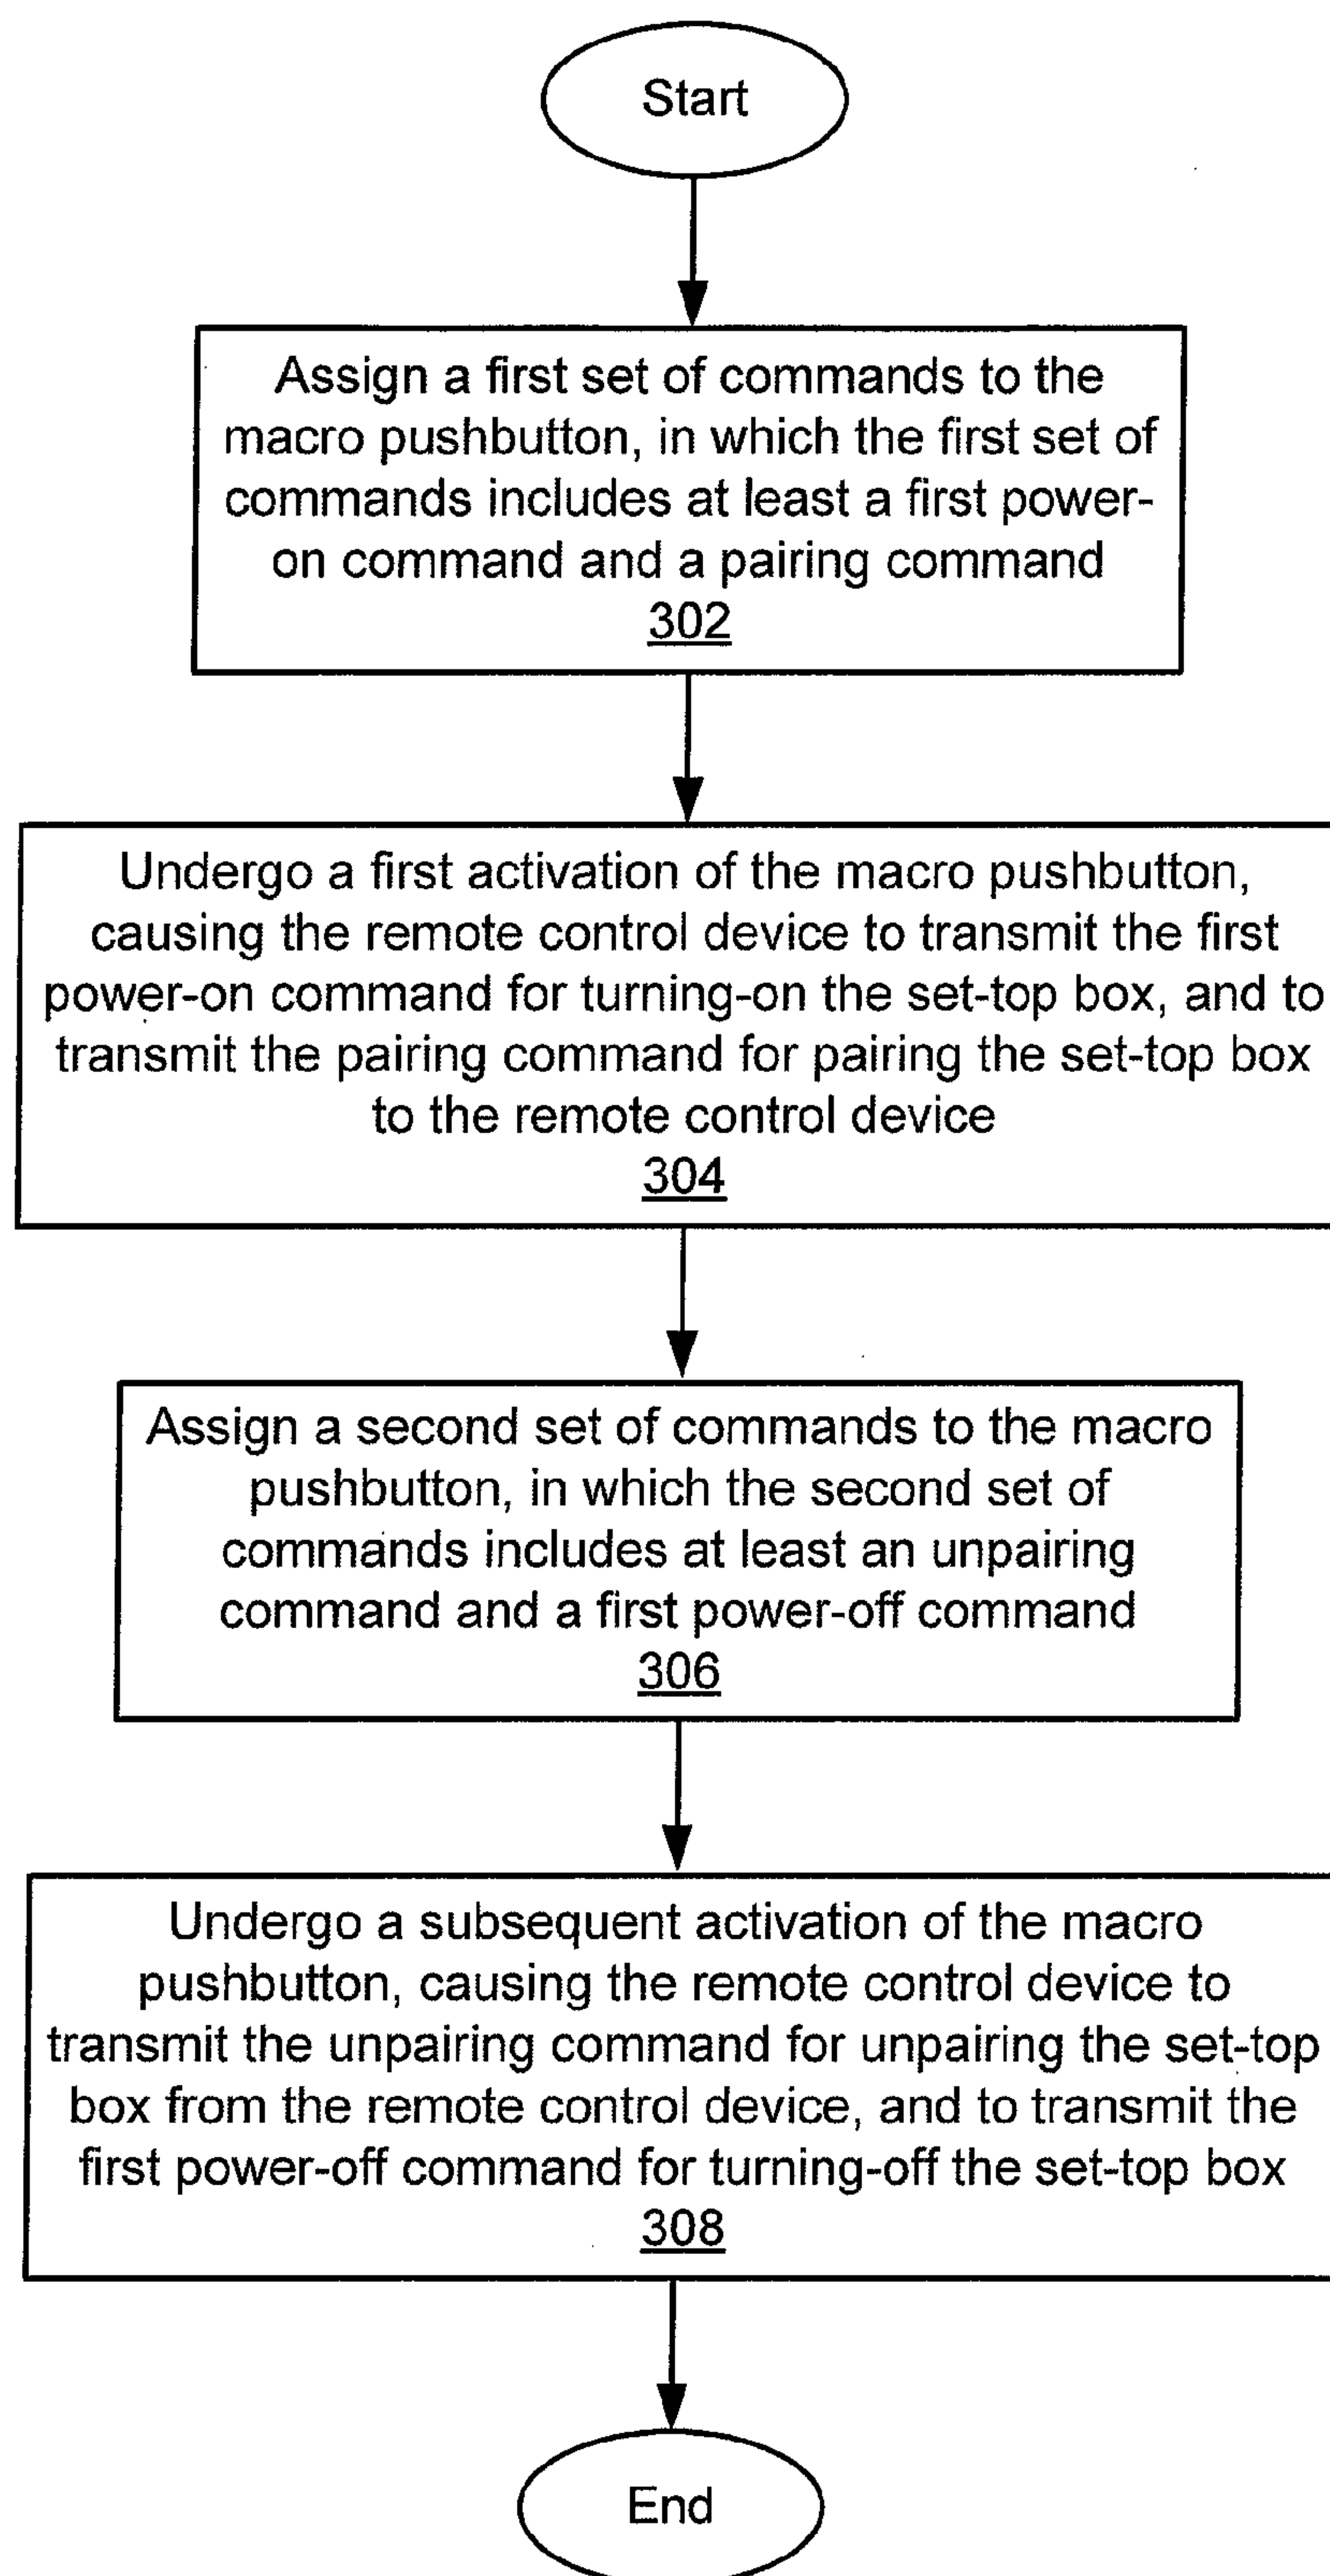 Start
Assign a first set of commands to the
macro pushbutton, in which the first set of
commands includes at least a first power-
on command and a pairing command
302
Undergo a first activation of the macro pushbutton,
causing the remote control device to transmit the first
power-on command for turning-on the set-top box, and to
transmit the pairing command for pairing the set-top box
to the remote control device
304
Assign a second set of commands to the macro
pushbutton, in which the second set of
commands includes at least an unpairing
command and a first power-off command
306
Undergo a subsequent activation of the macro
pushbutton, causing the remote control device to
transmit the unpairing command for unpairing the set-top
box from the remote control device, and to transmit the
first power-off command for turning-off the set-top box
308
End